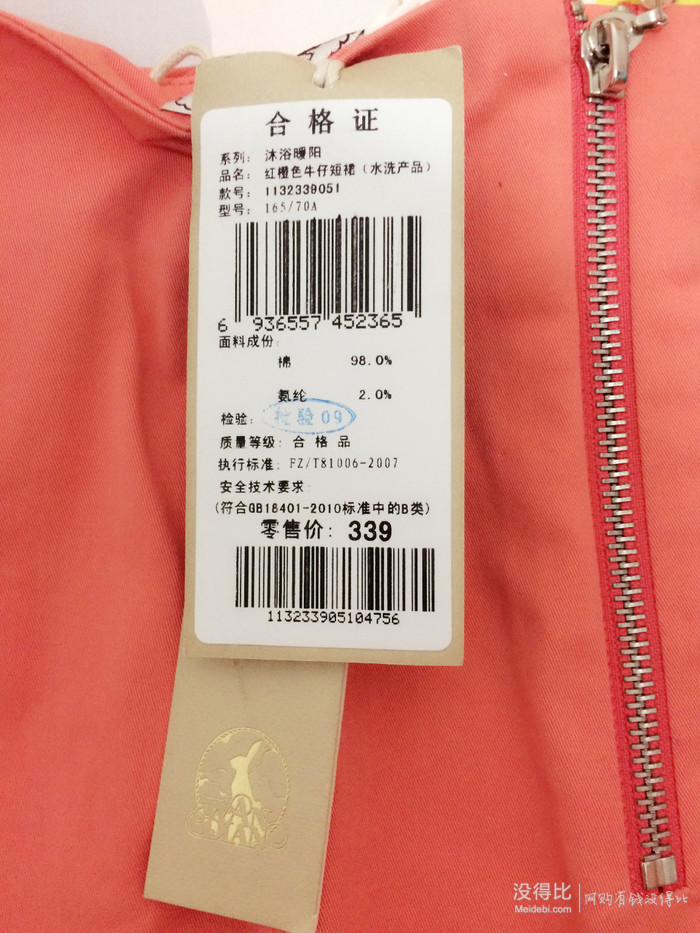 合格证
系列： 沐浴暖阳
品名： 红橙色牛仔短裙（水洗产品）
款号： 1132339051
型号： 165/70A
6 936557 452365
面料成份：
棉 98.0%
氨纶 2.0%
检验： 检验09
质量等级： 合格品
执行标准： FZ/T81006-2007
安全技术要求：
（符合GB18401-2010标准中的B类）
零售价： 339
113233905104756
没得比
Meidebi.com
网购有钱没得比